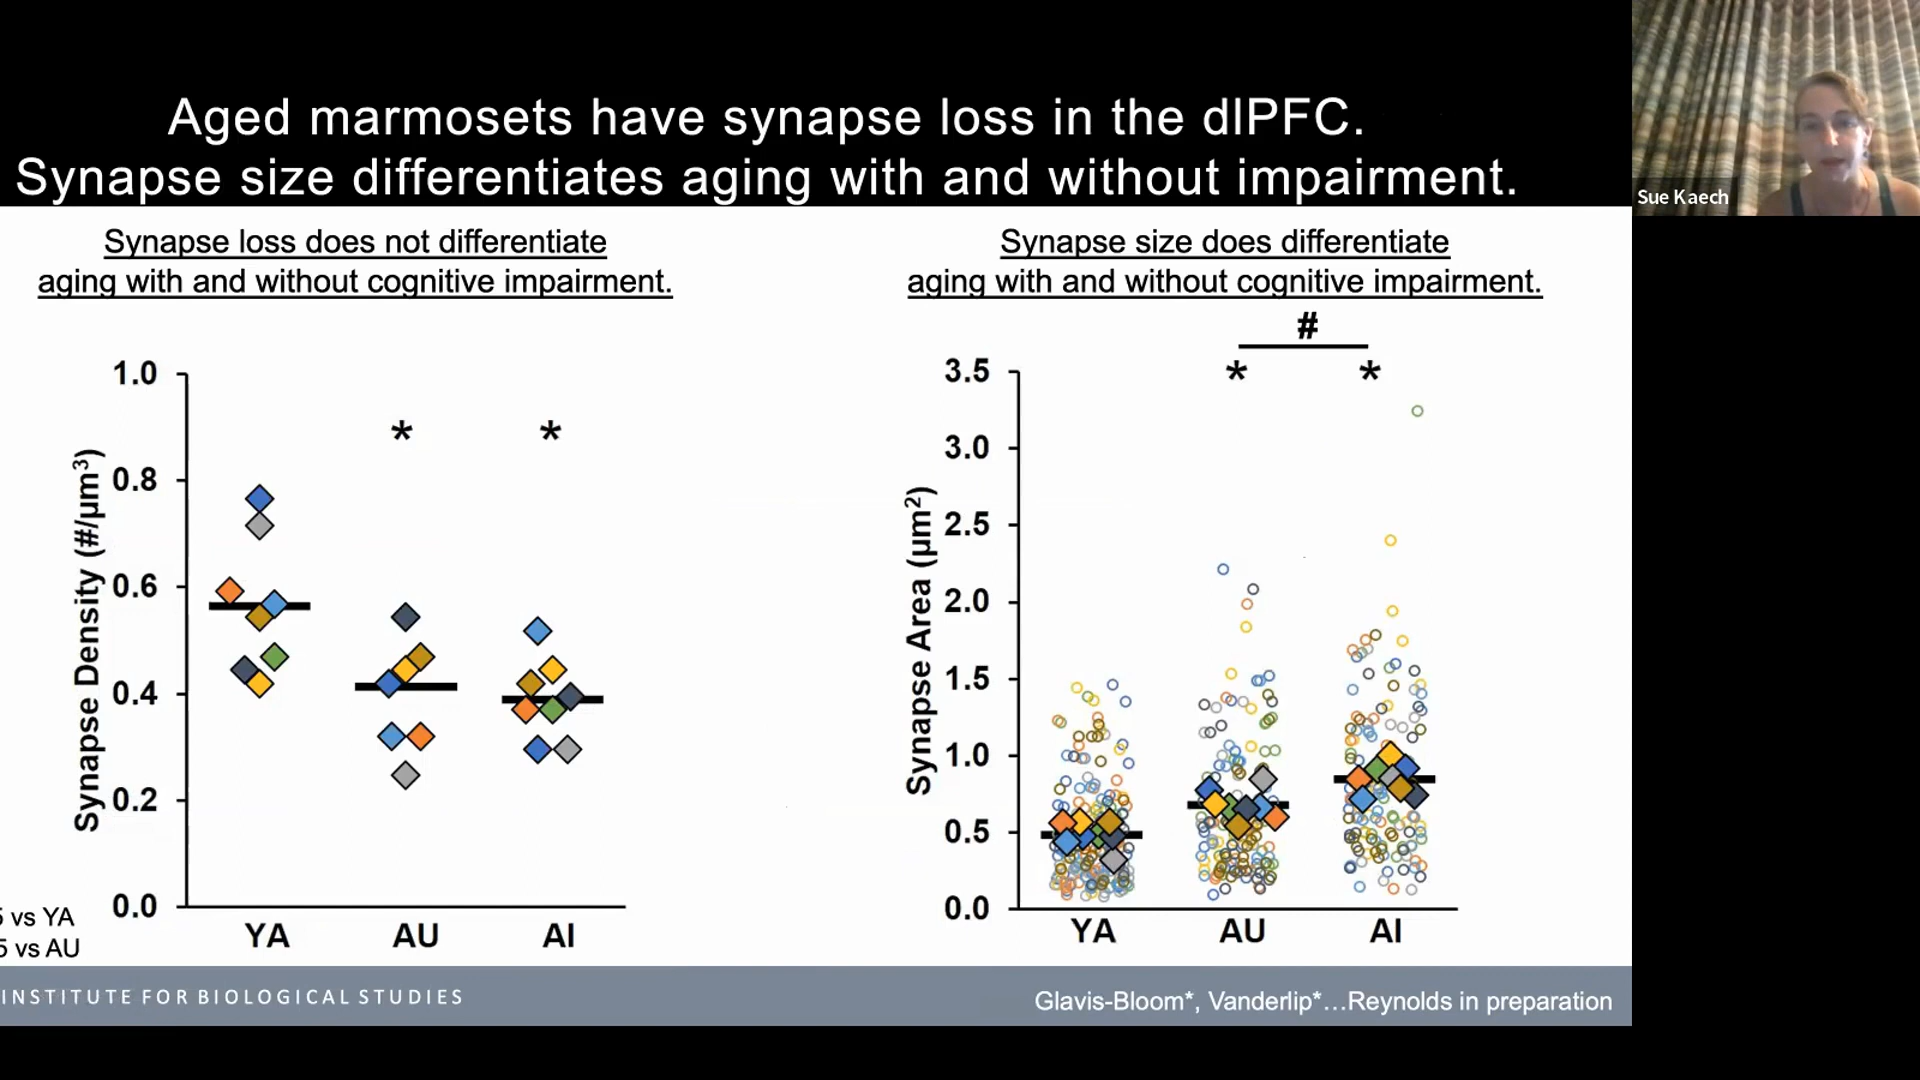 Aged marmosets have synapse loss in the dlPFC.
Synapse size differentiates aging with and without impairment.
Sue Kaech
Synapse loss does not differentiate
aging with and without cognitive impairment.
Synapse Density (#/μm³)
1.0
0.8
0.6
0.4
0.2
0.0
* *
YA AU AI
5 vs YA
5 vs AU
Synapse size does differentiate
aging with and without cognitive impairment.
#
* *
Synapse Area (μm²)
3.5
3.0
2.5
2.0
1.5
1.0
0.5
0.0
YA AU AI
INSTITUTE FOR BIOLOGICAL STUDIES
Glavis-Bloom*, Vanderlip*…Reynolds in preparation